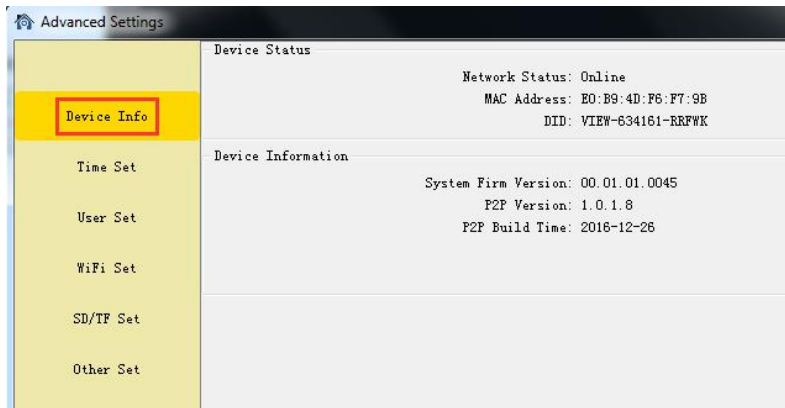 Advanced Settings
Device Info
Time Set
User Set
WiFi Set
SD/TF Set
Other Set
Device Status
Network Status: Online
MAC Address: E0:B9:4D:F6:F7:9B
DID: VIEW-634161-RRFWK
Device Information
System Firm Version: 00.01.01.0045
P2P Version: 1.0.1.8
P2P Build Time: 2016-12-26